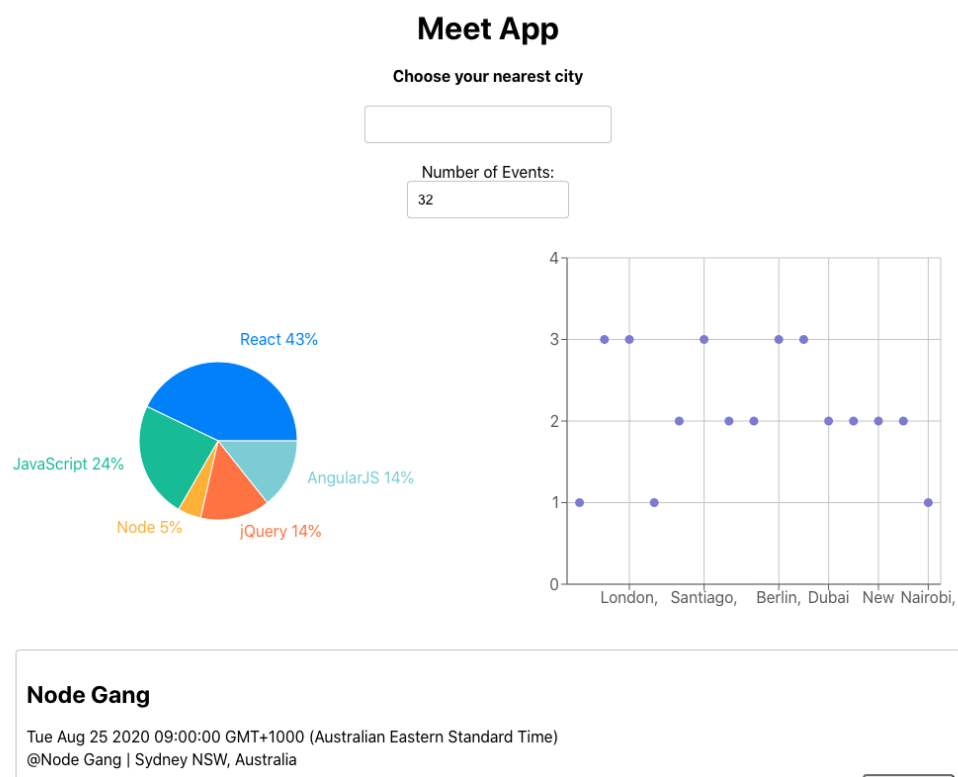 Meet App
Choose your nearest city
Number of Events:
32
React 43%
JavaScript 24%
AngularJS 14%
Node 5%
jQuery 14%
4
3
2
1
0
London, Santiago, Berlin, Dubai New Nairobi,
Node Gang
Tue Aug 25 2020 09:00:00 GMT+1000 (Australian Eastern Standard Time)
@Node Gang | Sydney NSW, Australia